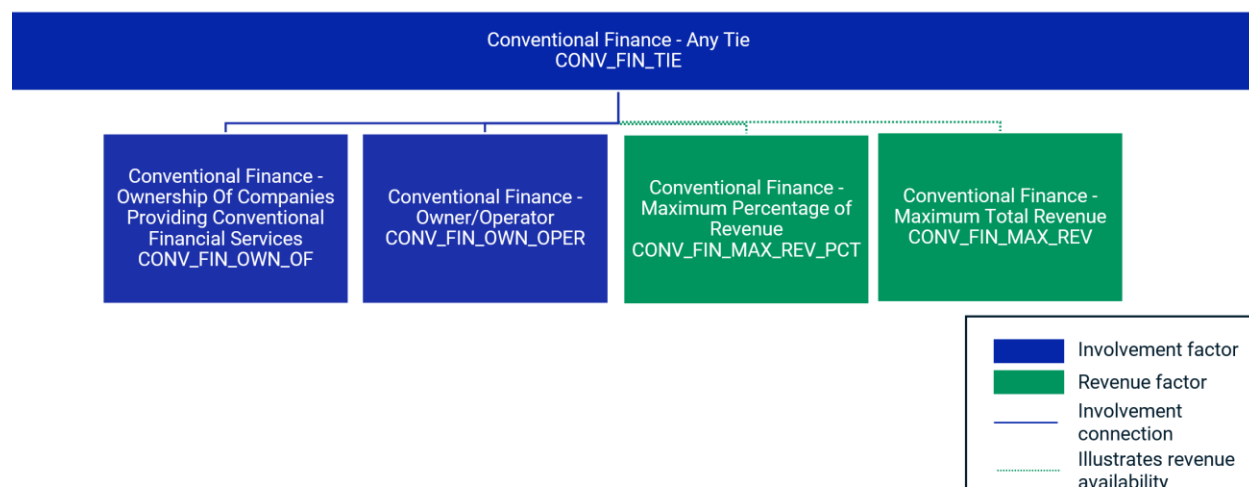 Conventional Finance - Any Tie
CONV_FIN_TIE
Conventional Finance -
Ownership Of Companies
Providing Conventional
Financial Services
CONV_FIN_OWN_OF
Conventional Finance -
Owner/Operator
CONV_FIN_OWN_OPER
Conventional Finance -
Maximum Percentage of
Revenue
CONV_FIN_MAX_REV_PCT
Conventional Finance -
Maximum Total Revenue
CONV_FIN_MAX_REV
Involvement factor
Revenue factor
Involvement
connection
Illustrates revenue
availability